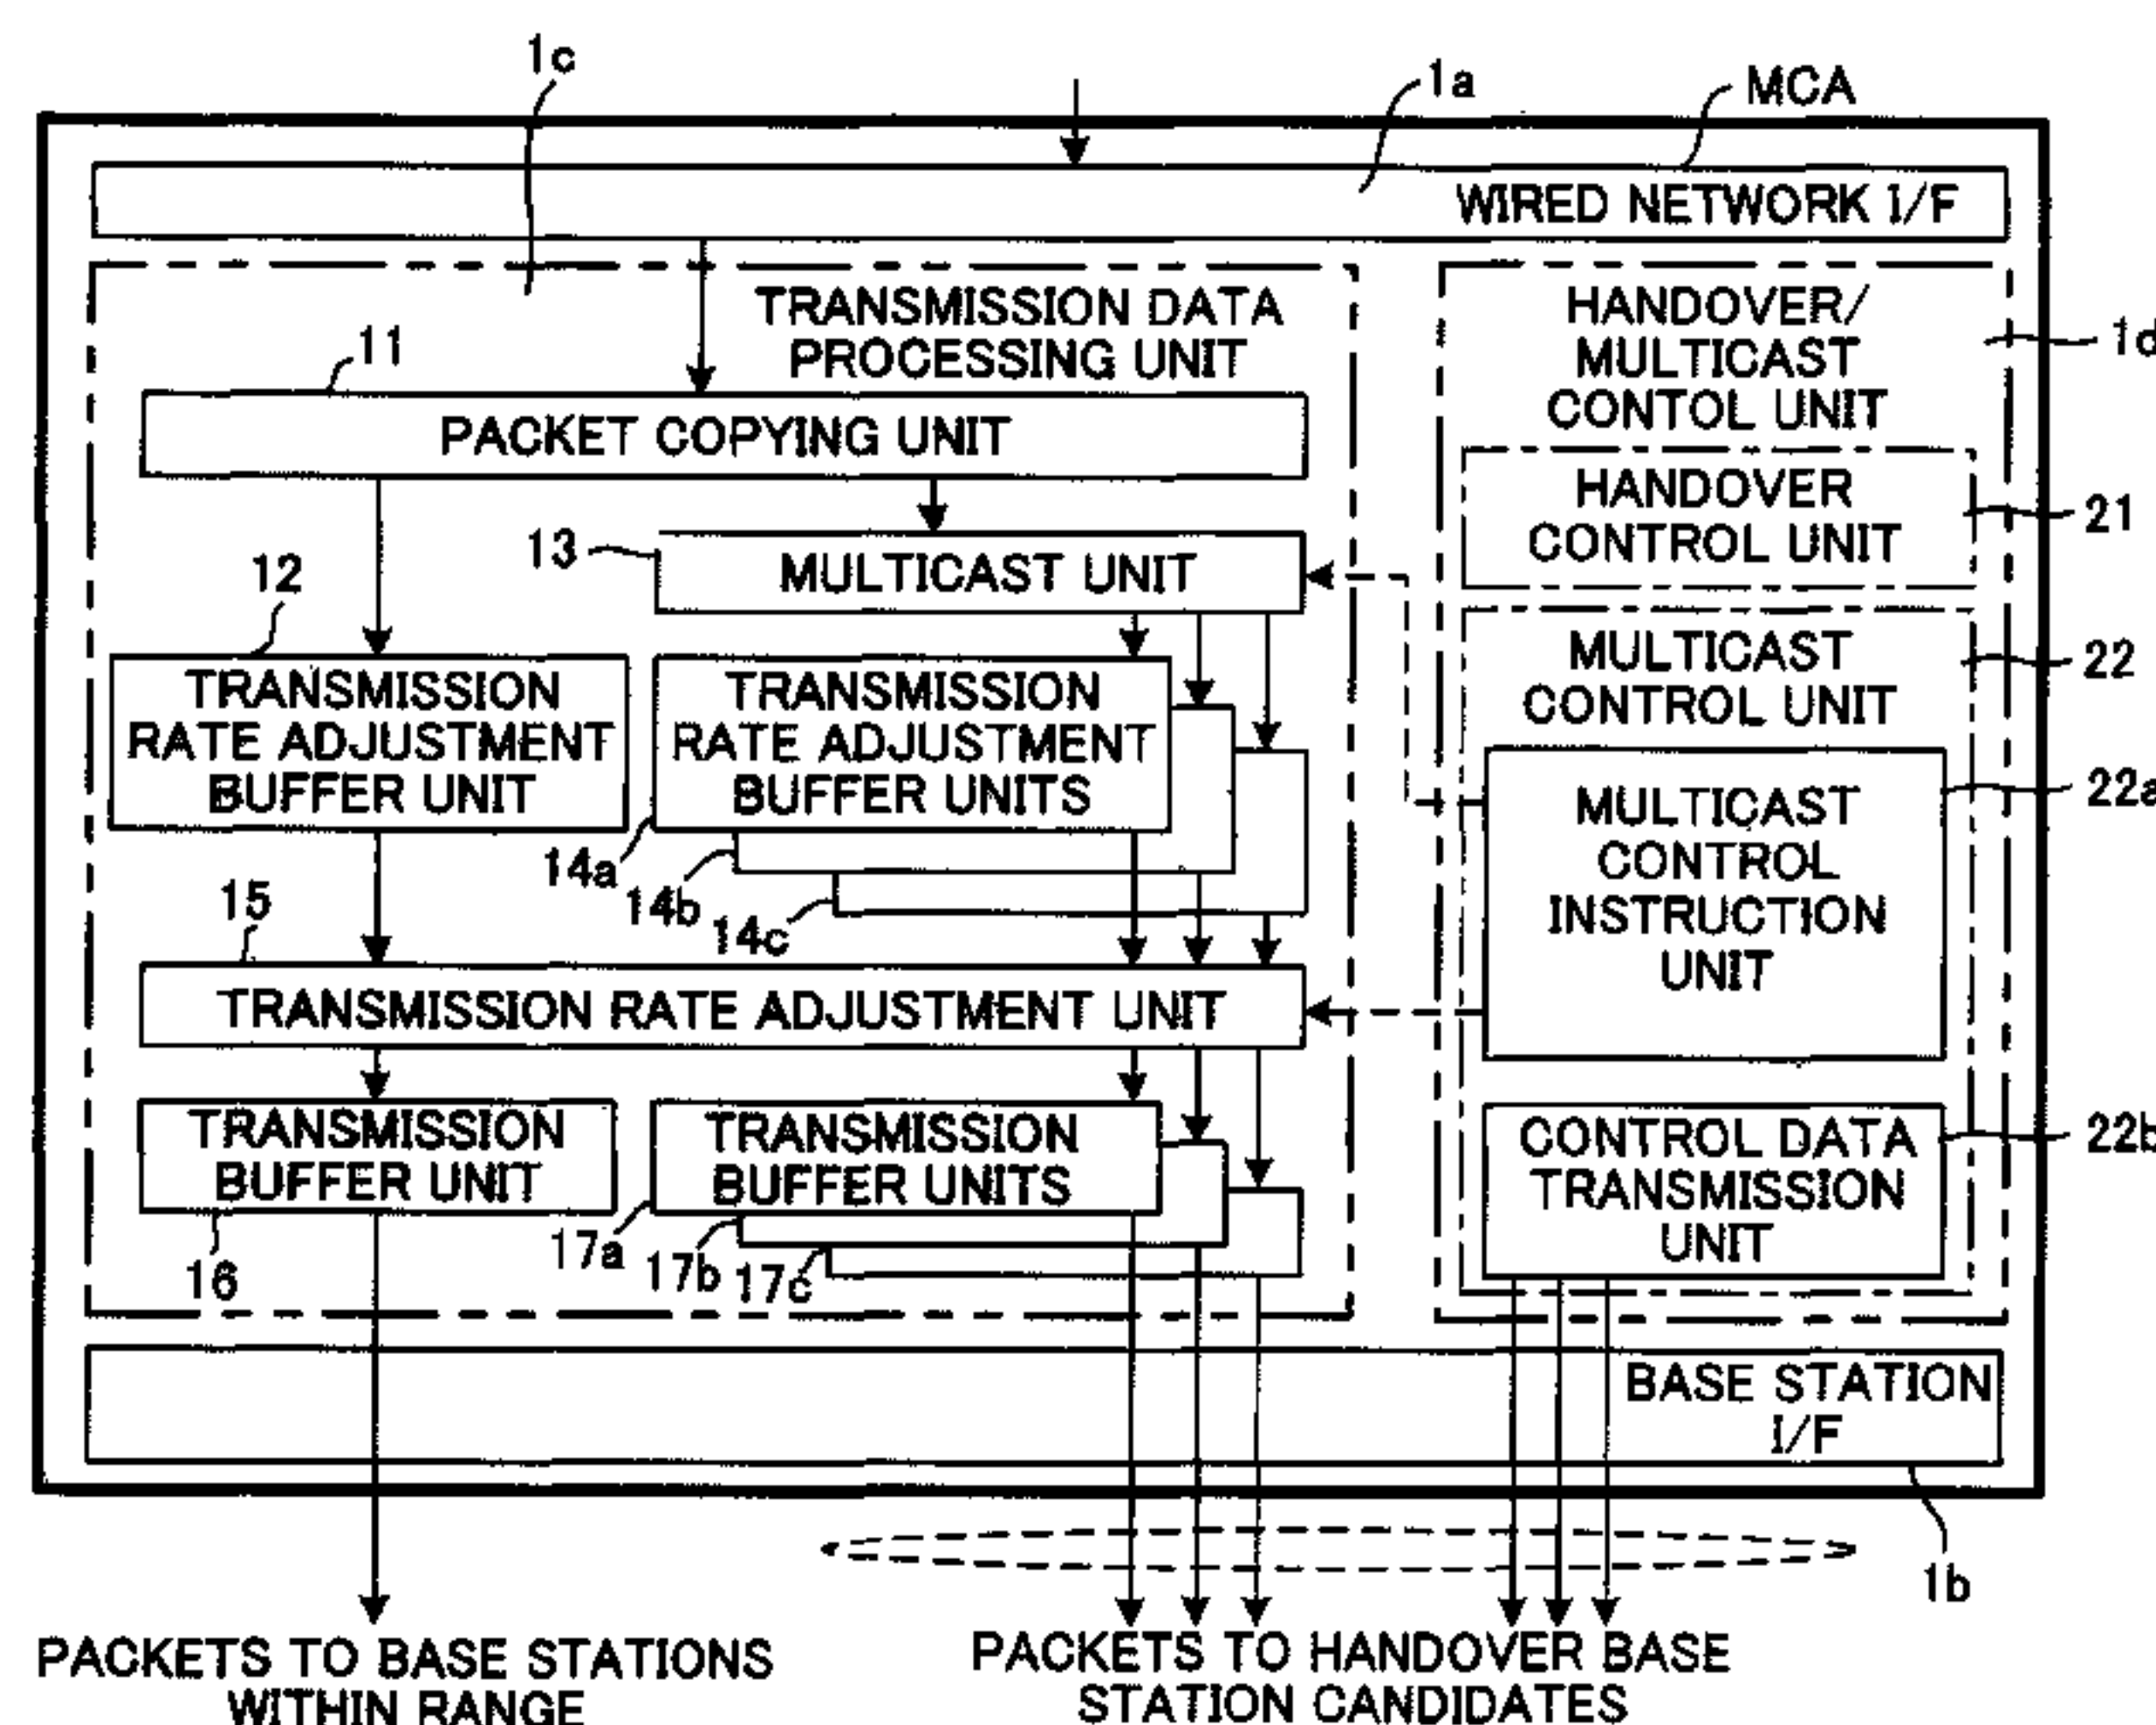 1c
1a
MCA
WIRED NETWORK I/F
TRANSMISSION DATA
PROCESSING UNIT
HANDOVER/
MULTICAST
CONTOL UNIT
1d
11
PACKET COPYING UNIT
HANDOVER
CONTROL UNIT
21
13
MULTICAST UNIT
12
MULTICAST
CONTROL UNIT
22
TRANSMISSION
RATE ADJUSTMENT
BUFFER UNIT
TRANSMISSION
RATE ADJUSTMENT
BUFFER UNITS
14a
14b
14c
MULTICAST
CONTROL
INSTRUCTION
UNIT
22a
15
TRANSMISSION RATE ADJUSTMENT UNIT
TRANSMISSION
BUFFER UNIT
16
TRANSMISSION
BUFFER UNITS
17a
17b
17c
CONTROL DATA
TRANSMISSION
UNIT
22b
BASE STATION
I/F
1b
PACKETS TO BASE STATIONS
WITHIN RANGE
PACKETS TO HANDOVER BASE
STATION CANDIDATES